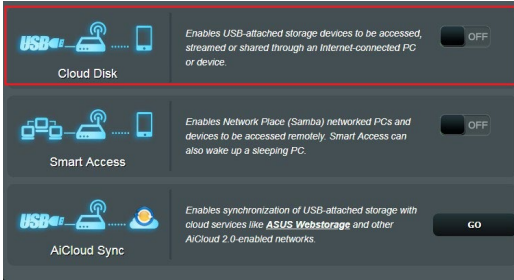 USB
Cloud Disk
Enables USB-attached storage devices to be accessed,
streamed or shared through an Internet-connected PC
or device.
OFF
Smart Access
Enables Network Place (Samba) networked PCs and
devices to be accessed remotely. Smart Access can
also wake up a sleeping PC.
OFF
USB
AiCloud Sync
Enables synchronization of USB-attached storage with
cloud services like ASUS Webstorage and other
AiCloud 2.0-enabled networks.
GO